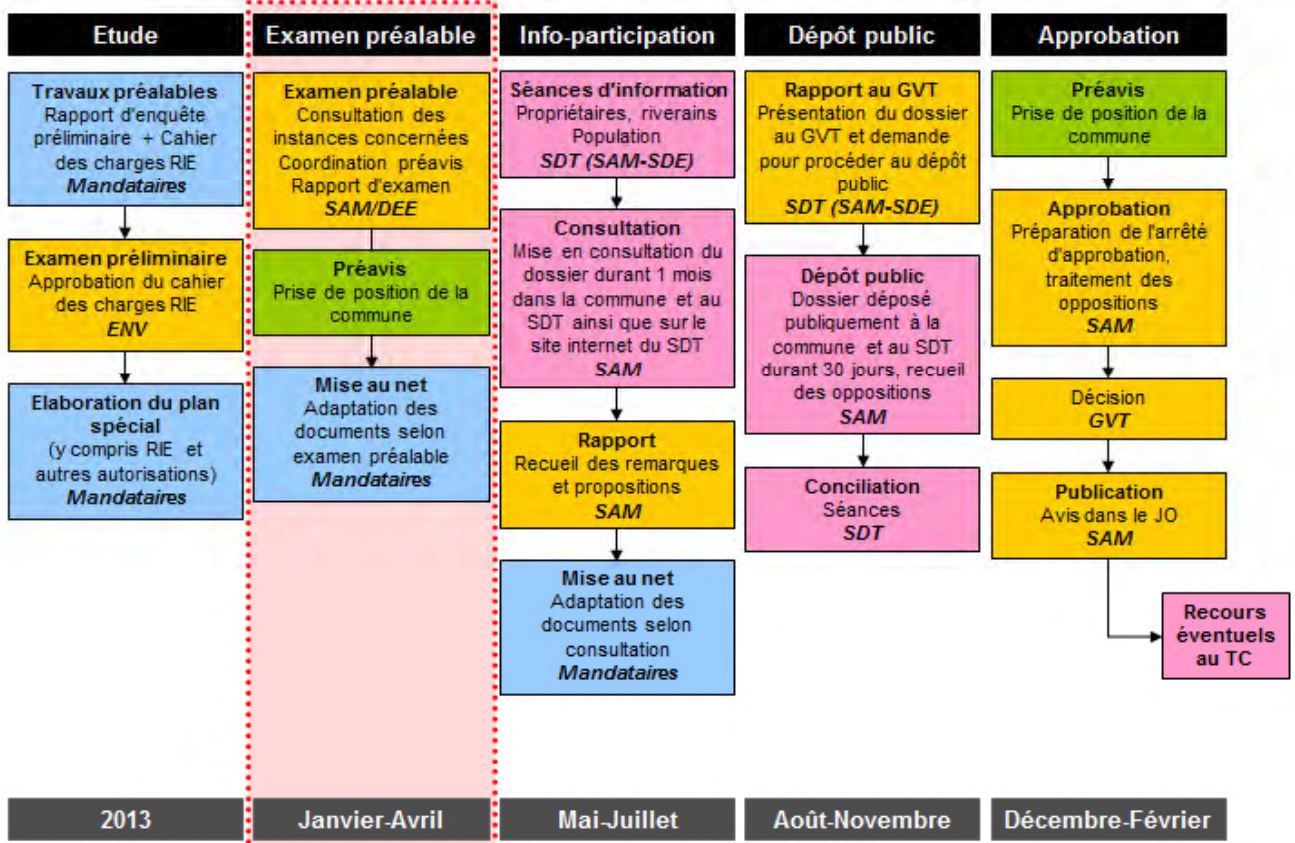 Etude
Travaux préalables
Rapport d'enquête
préliminaire + Cahier
des charges RIE
Mandataires
Examen préliminaire
Approbation du cahier
des charges RIE
ENV
Elaboration du plan
spécial
(y compris RIE et
autres autorisations)
Mandataires
2013
Examen préalable
Examen préalable
Consultation des
instances concernées
Coordination préavis
Rapport d'examen
SAM/DEE
Préavis
Prise de position de la
commune
Mise au net
Adaptation des
documents selon
examen préalable
Mandataires
Janvier-Avril
Info-participation
Séances d'information
Propriétaires, riverains
Population
SDT (SAM-SDE)
Consultation
Mise en consultation du
dossier durant 1 mois
dans la commune et au
SDT ainsi que sur le
site internet du SDT
SAM
Rapport
Recueil des remarques
et propositions
SAM
Mise au net
Adaptation des
documents selon
consultation
Mandataires
Mai-Juillet
Dépôt public
Rapport au GVT
Présentation du dossier
au GVT et demande
pour procéder au dépôt
public
SDT (SAM-SDE)
Dépôt public
Dossier déposé
publiquement à la
commune et au SDT
durant 30 jours, recueil
des oppositions
SAM
Conciliation
Séances
SDT
Août-Novembre
Approbation
Préavis
Prise de position de la
commune
Approbation
Préparation de l'arrêté
d'approbation,
traitement des
oppositions
SAM
Décision
GVT
Publication
Avis dans le JO
SAM
Recours
éventuels
au TC
Décembre-Février